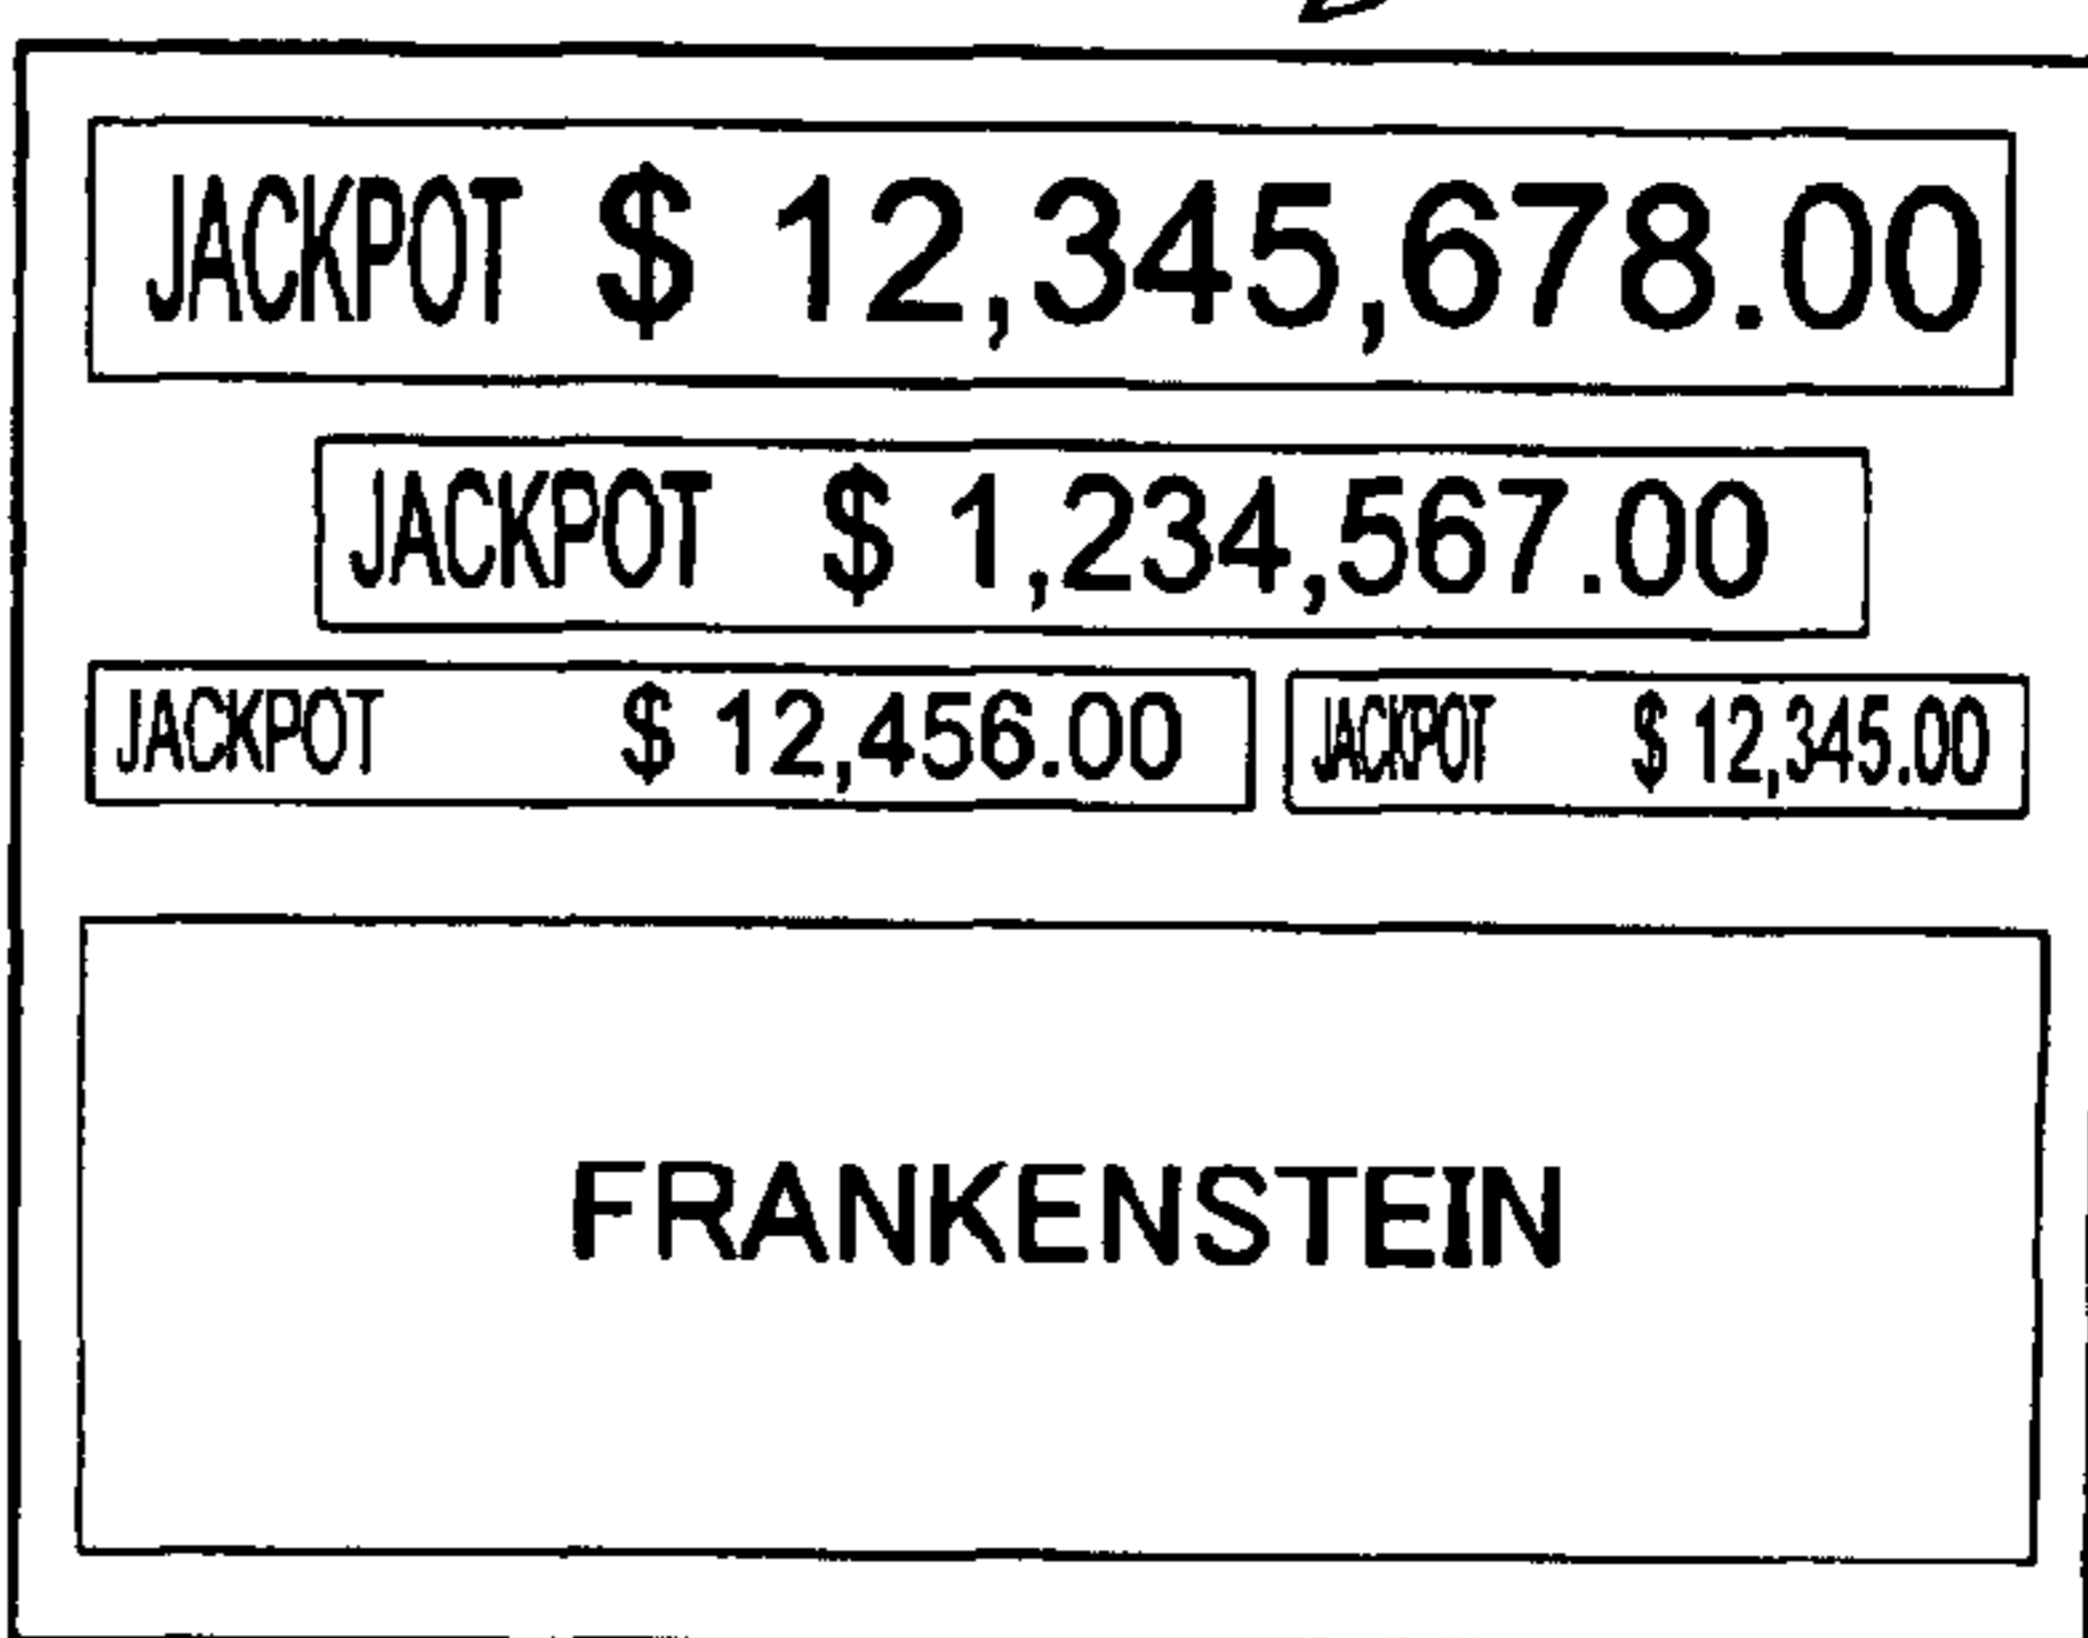 JACKPOT $ 12,345,678.00
JACKPOT $ 1,234,567.00
JACKPOT $ 12,456.00 JACKPOT $ 12,345.00
FRANKENSTEIN